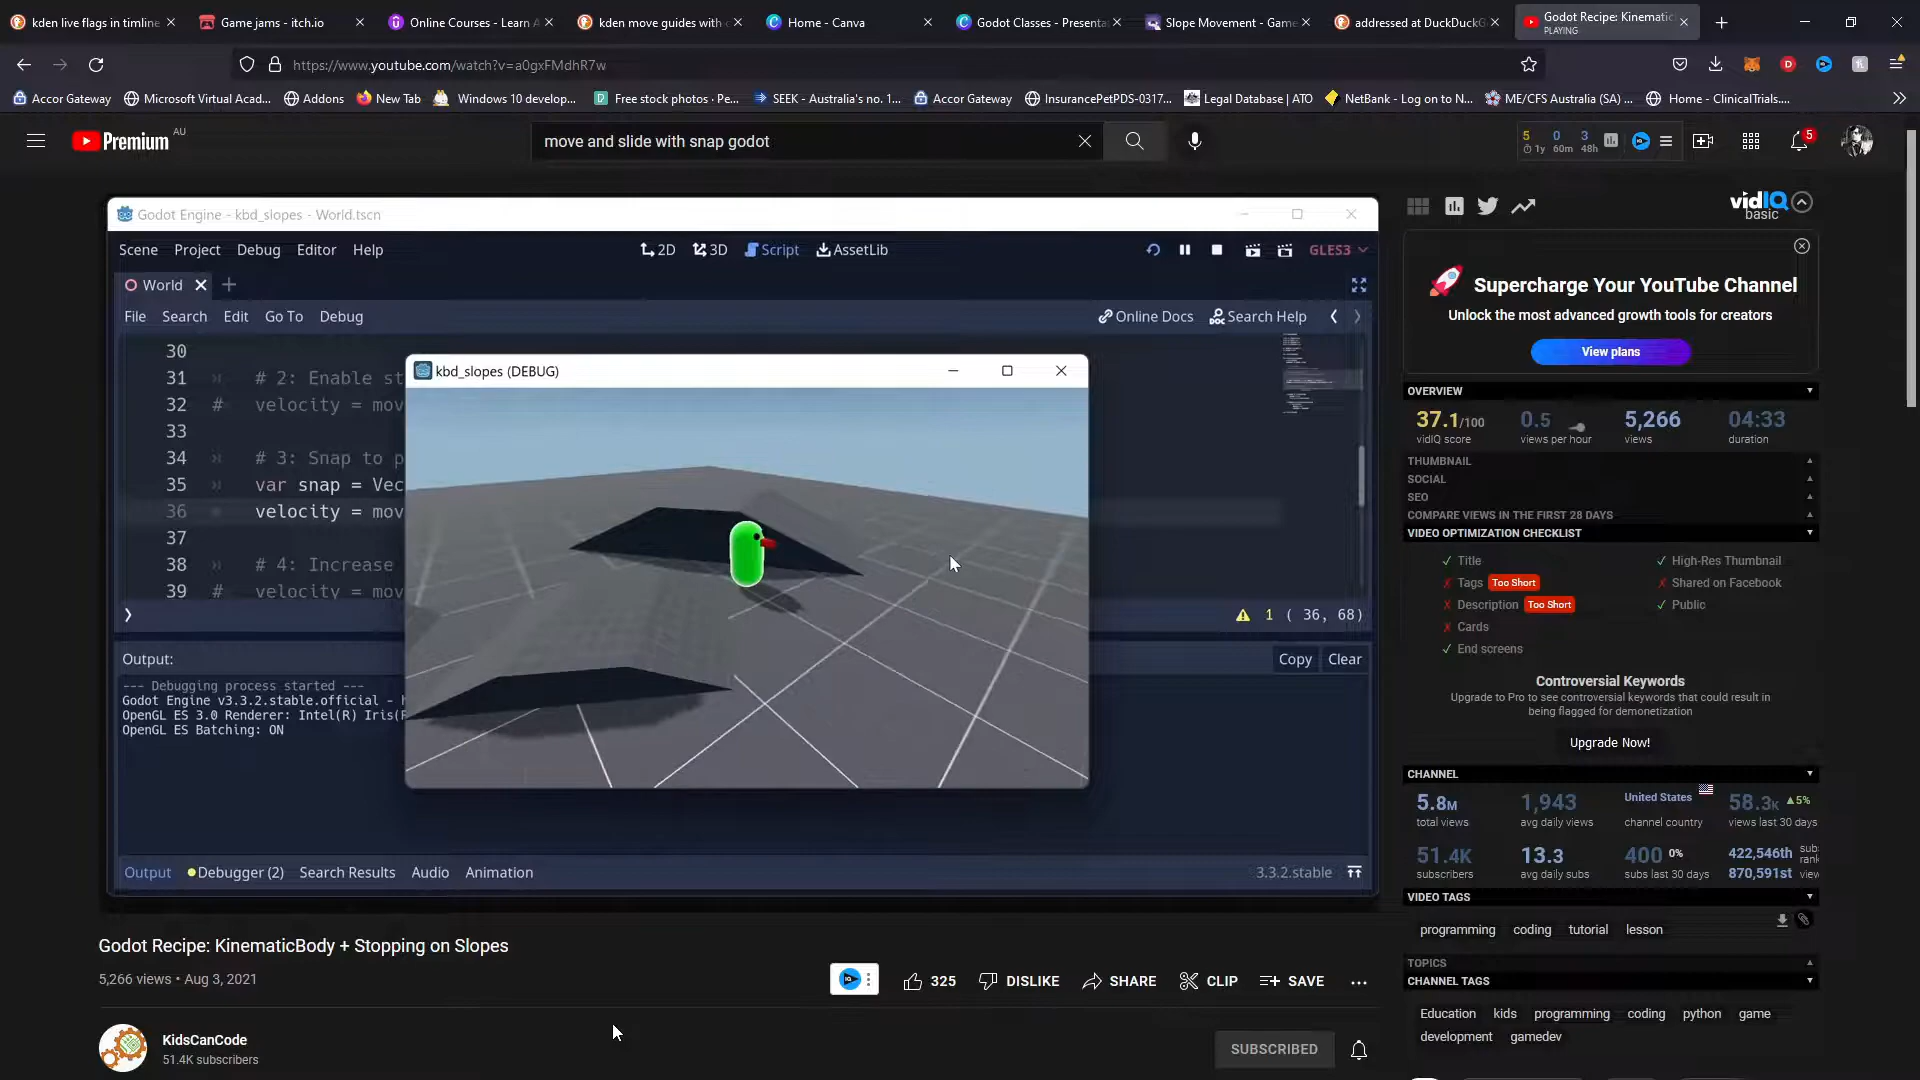 kden live flags in timline
Game jams - itch.io
Online Courses - Learn A
kden move guides with c
Home - Canva
Godot Classes - Presenta
Slope Movement - Game
addressed at DuckDuckG
Godot Recipe: Kinematic
PLAYING
https://www.youtube.com/watch?v=a0gxFMdhR7w
Accor Gateway
Microsoft Virtual Acad...
Addons
New Tab
Windows 10 develop...
Free stock photos · Pe...
SEEK - Australia's no. 1...
Accor Gateway
InsurancePetPDS-0317...
Legal Database | ATO
NetBank - Log on to N...
ME/CFS Australia (SA) ...
Home - ClinicalTrials....
Premium AU
move and slide with snap godot
5 0 3
1y 60m 48h
5
Godot Engine - kbd_slopes - World.tscn
Scene Project Debug Editor Help
2D 3D Script AssetLib
GLES3
World
File Search Edit Go To Debug
Online Docs Search Help
30
31 # 2: Enable st
32 # velocity = mov
33
34 # 3: Snap to p
35 var snap = Vec
36 velocity = mov
37
38 # 4: Increase
39 # velocity = mov
kbd_slopes (DEBUG)
1 ( 36, 68)
Output:
Copy Clear
--- Debugging process started ---
Godot Engine v3.3.2.stable.official - h
OpenGL ES 3.0 Renderer: Intel(R) Iris(R
OpenGL ES Batching: ON
Output Debugger (2) Search Results Audio Animation
3.3.2.stable
Godot Recipe: KinematicBody + Stopping on Slopes
5,266 views • Aug 3, 2021
325 DISLIKE SHARE CLIP SAVE ...
KidsCanCode
51.4K subscribers
SUBSCRIBED
vidIQ
basic
Supercharge Your YouTube Channel
Unlock the most advanced growth tools for creators
View plans
OVERVIEW
37.1/100 0.5 5,266 04:33
vidIQ score views per hour views duration
THUMBNAIL
SOCIAL
SEO
COMPARE VIEWS IN THE FIRST 28 DAYS
VIDEO OPTIMIZATION CHECKLIST
✓ Title
✓ High-Res Thumbnail
✗ Tags Too Short
✗ Shared on Facebook
✗ Description Too Short
✓ Public
✗ Cards
✓ End screens
Controversial Keywords
Upgrade to Pro to see controversial keywords that could result in
being flagged for demonetization
Upgrade Now!
CHANNEL
5.8M 1,943 United States 58.3K ▲5%
total views avg daily views channel country views last 30 days
51.4K 13.3 400 0% 422,546th subs rank
subscribers avg daily subs subs last 30 days 870,591st view
VIDEO TAGS
programming coding tutorial lesson
TOPICS
CHANNEL TAGS
Education kids programming coding python game
development gamedev